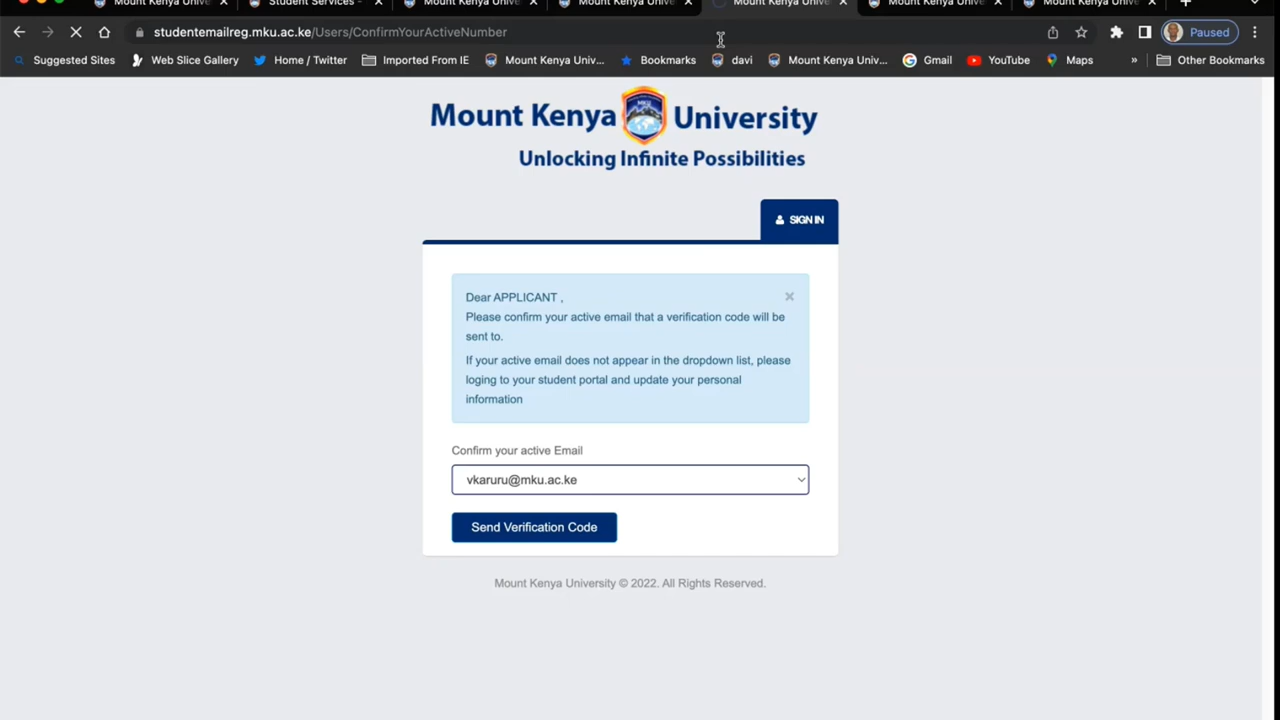 Mount Kenya Univer
Student Services -
Mount Kenya Unive
Mount Kenya Unive
Mount Kenya Unive
Mount Kenya Unive
Mount Kenya Unive
studentemailreg.mku.ac.ke/Users/ConfirmYourActiveNumber
Paused
Suggested Sites
Web Slice Gallery
Home / Twitter
Imported From IE
Mount Kenya Univ...
Bookmarks
davi
Mount Kenya Univ...
Gmail
YouTube
Maps
»
Other Bookmarks
Mount Kenya University
Unlocking Infinite Possibilities
SIGN IN
Dear APPLICANT ,
Please confirm your active email that a verification code will be
sent to.
If your active email does not appear in the dropdown list, please
loging to your student portal and update your personal
information
Confirm your active Email
vkaruru@mku.ac.ke
Send Verification Code
Mount Kenya University © 2022. All Rights Reserved.